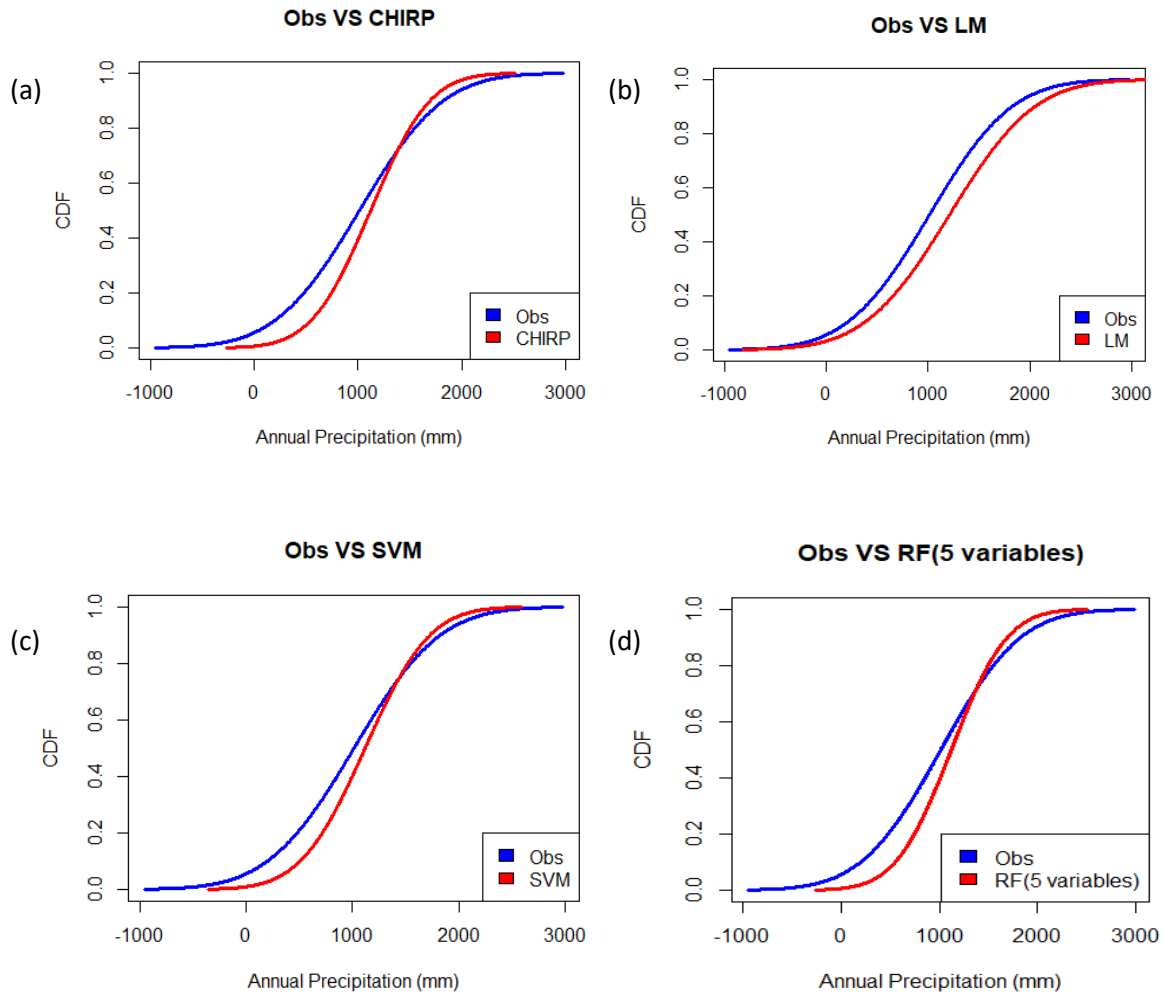 Obs VS CHIRP
(a)
CDF
0.0 0.2 0.4 0.6 0.8 1.0
Obs
CHIRP
-1000 0 1000 2000 3000
Annual Precipitation (mm)
Obs VS LM
(b)
CDF
0.0 0.2 0.4 0.6 0.8 1.0
Obs
LM
-1000 0 1000 2000 3000
Annual Precipitation (mm)
Obs VS SVM
(c)
CDF
0.0 0.2 0.4 0.6 0.8 1.0
Obs
SVM
-1000 0 1000 2000 3000
Annual Precipitation (mm)
Obs VS RF(5 variables)
(d)
CDF
0.0 0.2 0.4 0.6 0.8 1.0
Obs
RF(5 variables)
-1000 0 1000 2000 3000
Annual Precipitation (mm)